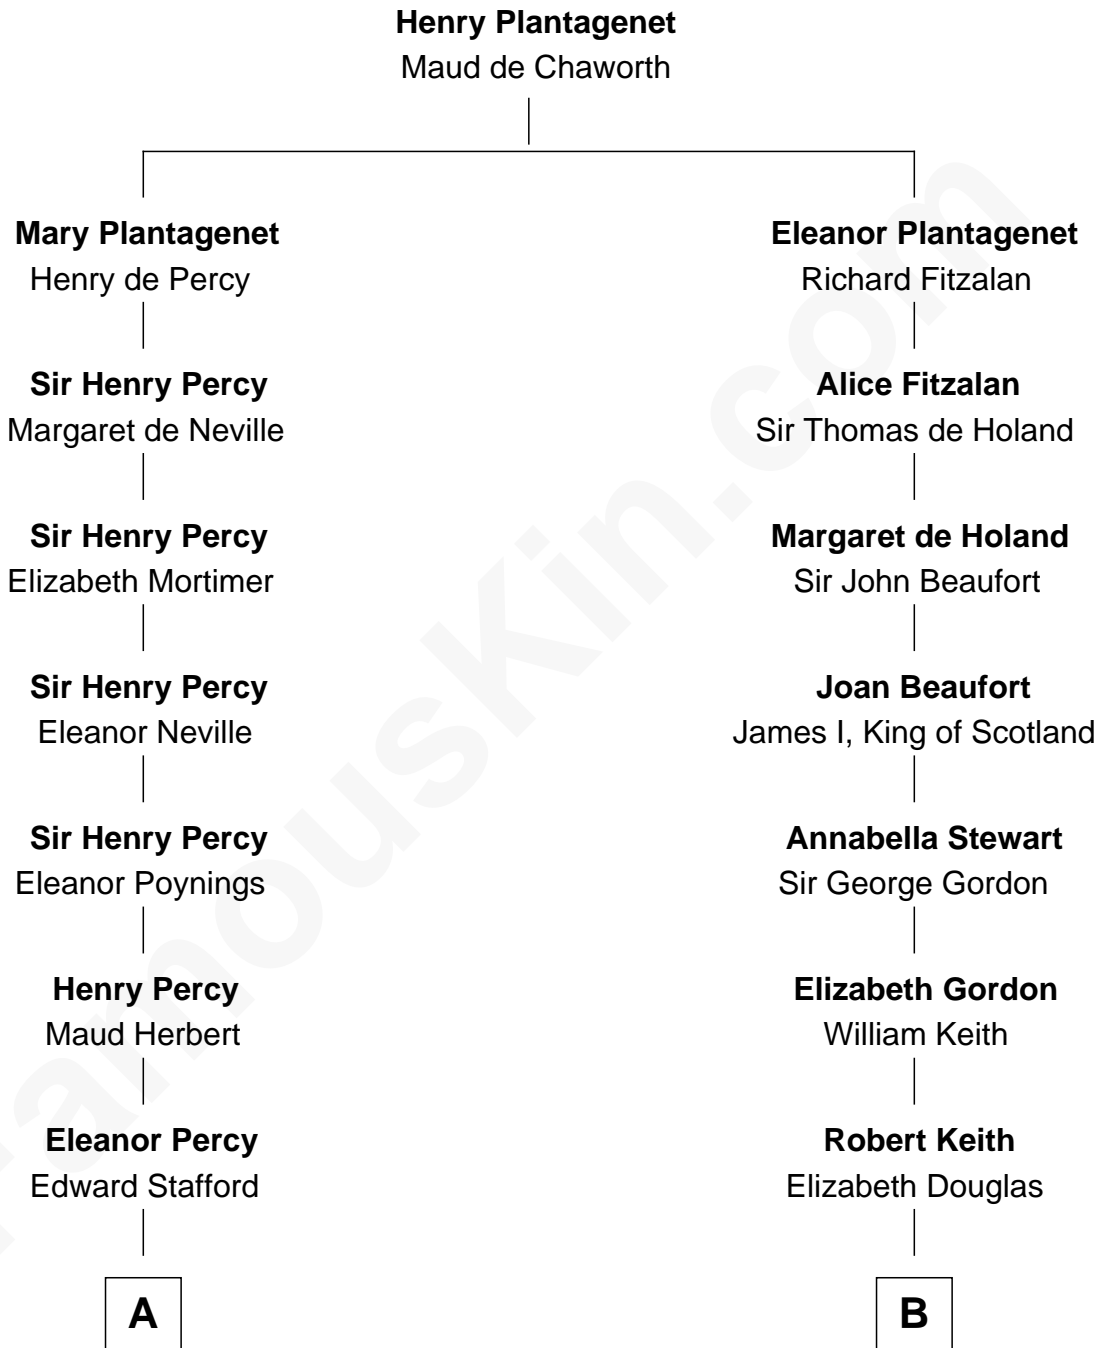 Henry Plantagenet
Maud de Chaworth
Mary Plantagenet
Henry de Percy
Eleanor Plantagenet
Richard Fitzalan
Sir Henry Percy
Margaret de Neville
Alice Fitzalan
Sir Thomas de Holand
Sir Henry Percy
Elizabeth Mortimer
Margaret de Holand
Sir John Beaufort
Sir Henry Percy
Eleanor Neville
Joan Beaufort
James I, King of Scotland
Sir Henry Percy
Eleanor Poynings
Annabella Stewart
Sir George Gordon
Henry Percy
Maud Herbert
Elizabeth Gordon
William Keith
Eleanor Percy
Edward Stafford
Robert Keith
Elizabeth Douglas
A
B
FamousKin.com